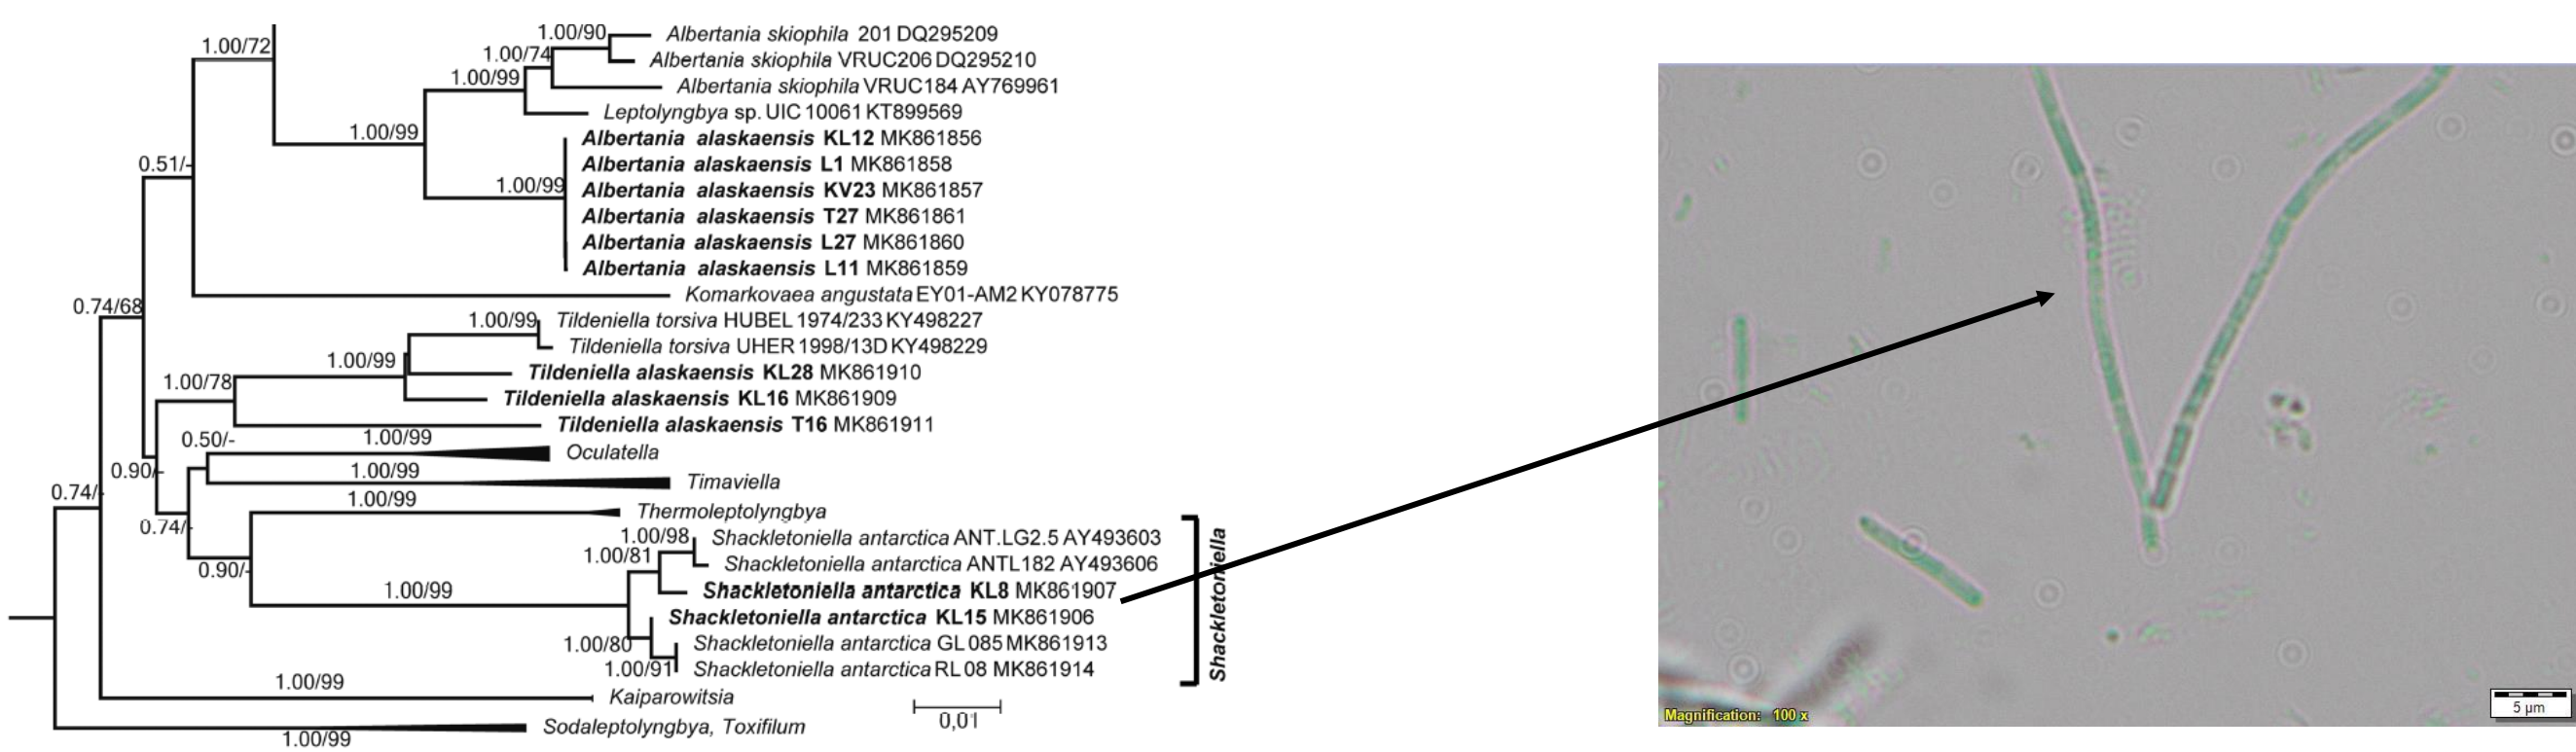 1.00/90
Albertania skiophila 201 DQ295209
1.00/72
1.00/74
Albertania skiophila VRUC206 DQ295210
1.00/99
Albertania skiophila VRUC184 AY769961
Leptolyngbya sp. UIC 10061 KT899569
1.00/99
Albertania alaskaensis KL12 MK861856
0.51/-
Albertania alaskaensis L1 MK861858
1.00/99
Albertania alaskaensis KV23 MK861857
Albertania alaskaensis T27 MK861861
Albertania alaskaensis L27 MK861860
Albertania alaskaensis L11 MK861859
Komarkovaea angustata EY01-AM2 KY078775
0.74/68
1.00/99
Tildeniella torsiva HUBEL 1974/233 KY498227
Tildeniella torsiva UHER 1998/13D KY498229
1.00/99
Tildeniella alaskaensis KL28 MK861910
1.00/78
Tildeniella alaskaensis KL16 MK861909
Tildeniella alaskaensis T16 MK861911
0.50/-
1.00/99
Oculatella
0.90/-
1.00/99
Timaviella
0.74/-
1.00/99
Thermoleptolyngbya
0.74/-
1.00/98
Shackletoniella antarctica ANT.LG2.5 AY493603
1.00/81
Shackletoniella antarctica ANTL182 AY493606
0.90/-
1.00/99
Shackletoniella antarctica KL8 MK861907
Shackletoniella antarctica KL15 MK861906
1.00/80
Shackletoniella antarctica GL085 MK861913
1.00/91
Shackletoniella antarctica RL08 MK861914
Shackletoniella
1.00/99
Kaiparowitsia
0,01
Sodaleptolyngbya, Toxifilum
1.00/99
Magnification: 100 x
5 µm